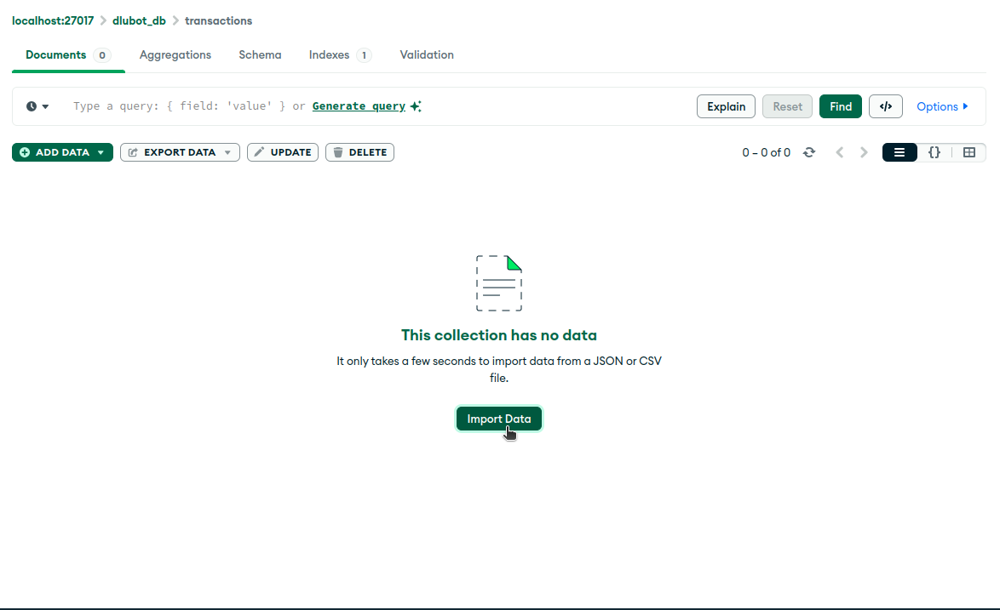 localhost:27017 > dlubot_db > transactions
Documents 0 Aggregations Schema Indexes 1 Validation
Type a query: { field: 'value' } or Generate query Explain Reset Find </> Options
ADD DATA EXPORT DATA UPDATE DELETE 0 – 0 of 0 {}
This collection has no data
It only takes a few seconds to import data from a JSON or CSV
file.
Import Data